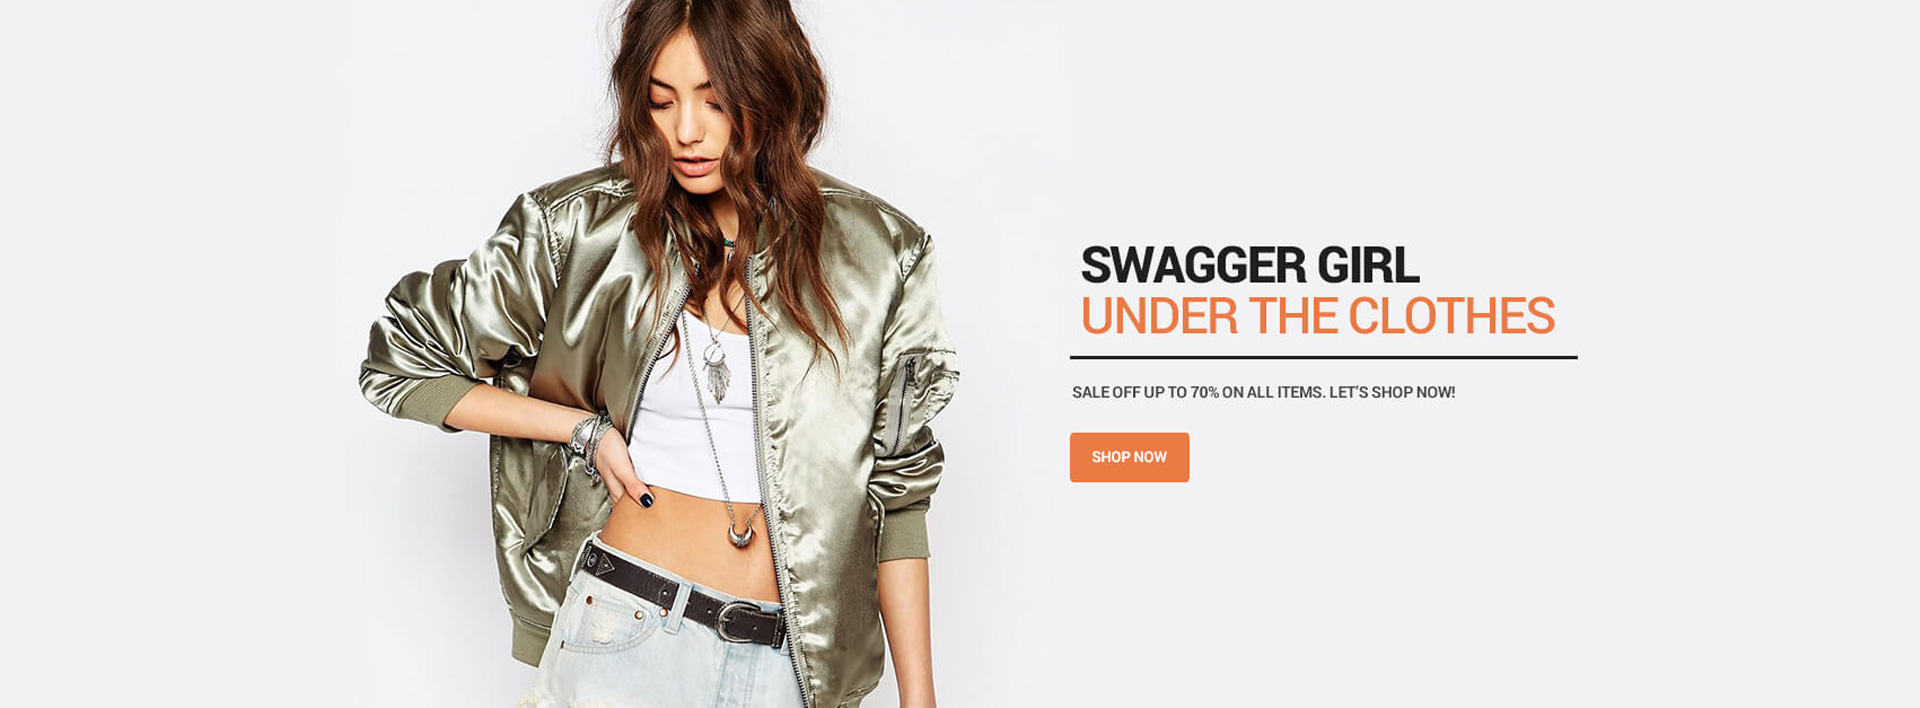 SWAGGER GIRL
UNDER THE CLOTHES
SALE OFF UP TO 70% ON ALL ITEMS. LET'S SHOP NOW!
SHOP NOW